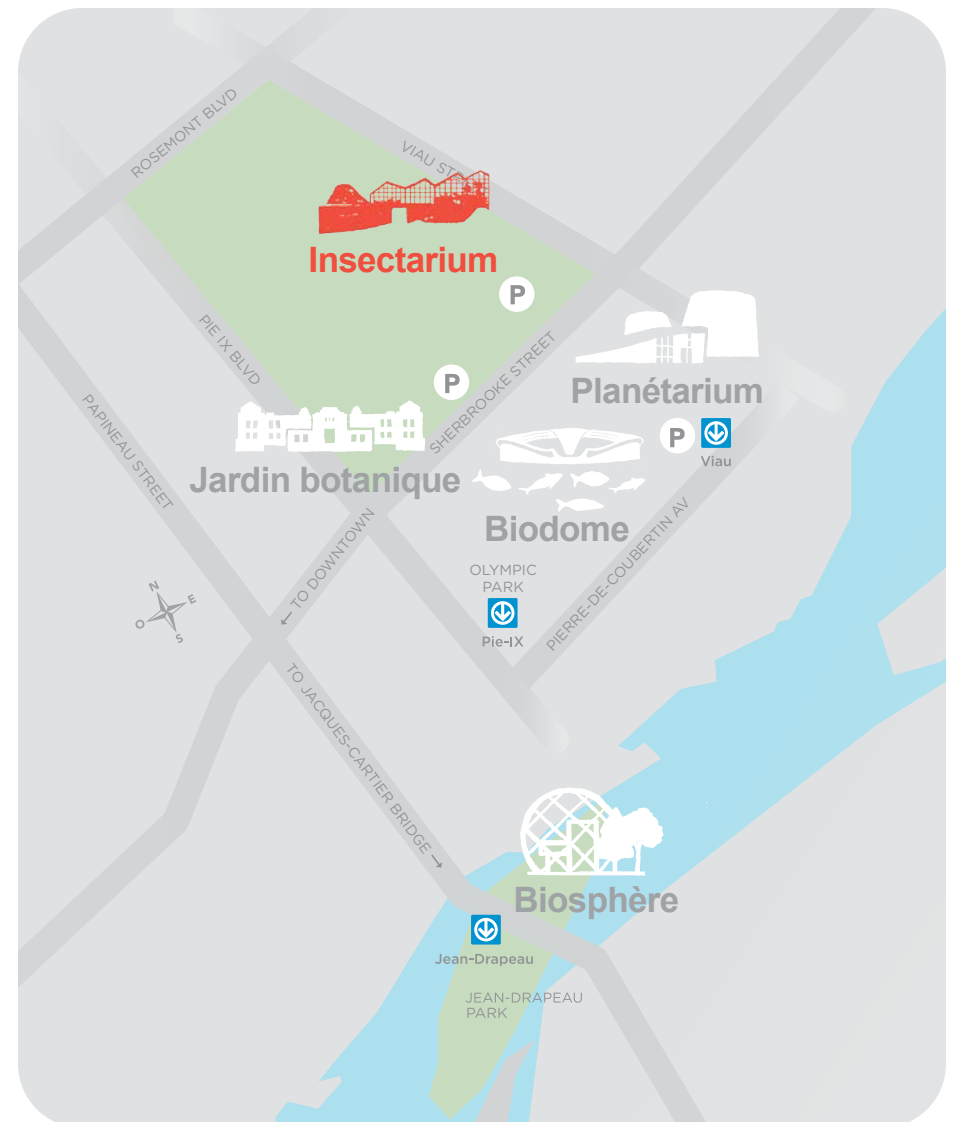 ROSEMONT BLVD
VIAU ST
Insectarium
P
PIE IX BLVD
P
SHERBROOKE STREET
Planétarium
PAPINEAU STREET
P
Viau
Jardin botanique
Biodome
PIERRE-DE-COUBERTIN AV
← TO DOWNTOWN
OLYMPIC
PARK
Pie-IX
N
E
O
S
TO JACQUES-CARTIER BRIDGE →
Biosphère
Jean-Drapeau
JEAN-DRAPEAU
PARK